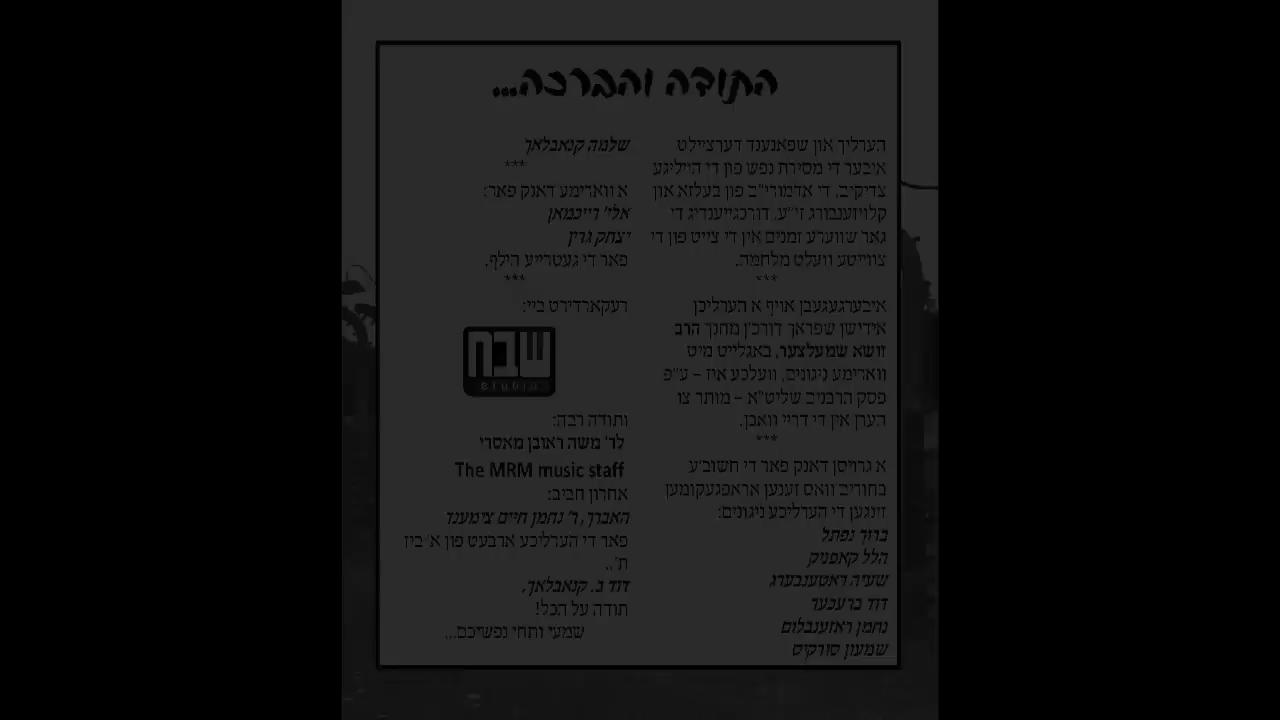 התודה והברכה...
הערליך און שפאנענד דערציילט
איבער די מסירת נפש פון די הייליגע
צדיקים, די אדמורי"ם פון בעלזא און
קלויזענבורג זי"ע, דורכגייענדיג די
גאר שווערע זמנים אין די צייט פון די
צווייטע וועלט מלחמה.
***
איבערגעגעבן אויף א הערליכן
אידישן שפראך דורכ'ן מחנך הרב
זושא שמעלצער, באגלייט מיט
ווארימע ניגונים, וועלכע איז – ע"פ
פסק הרבנים שליט"א – מותר צו
הערן אין די דריי וואכן.
***
א גרויסן דאנק פאר די חשוב'ע
בחורים וואס זענען אראפגעקומען
זינגען די הערליכע ניגונים:
ברוך נפתל
הלל קאפניק
שעיה ראטענבערג
דוד ברעכער
נחמן ראזענבלום
שמעון סורקיס
שלמה קנאבלאך
***
א ווארימע דאנק פאר:
אלי' רייכמאן
יצחק גרין
פאר די געטרייע הילף.
***
רעקארדירט ביי:
שבח
studio
ותודה רבה:
לר' משה ראובן מאסרי
The MRM music staff
אחרון חביב:
האברך, ר' נחמן חיים צימענד
פאר די הערליכע ארבעט פון א' ביז
ת'..
דוד ב. קנאבלאך,
תודה על הכל!
שמעי ותחי נפשיכם...